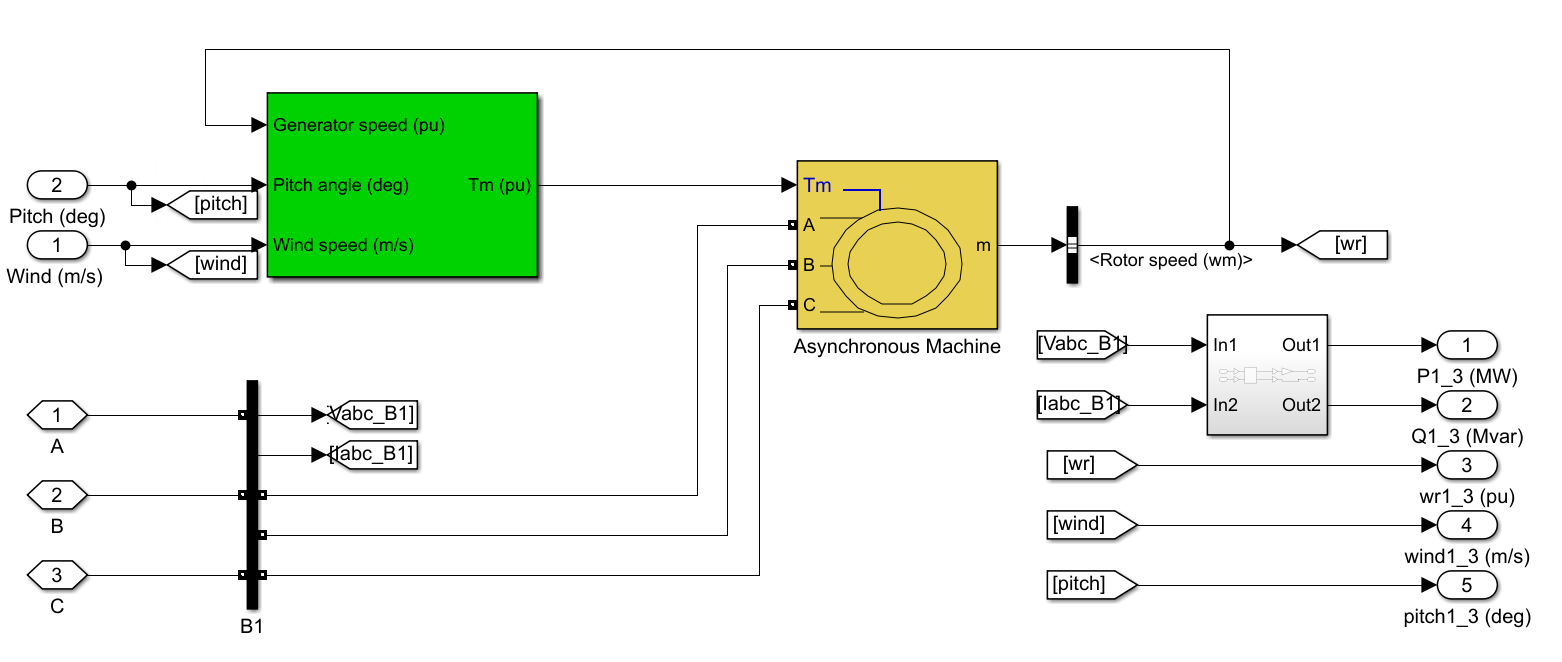 Generator speed (pu)
2
Pitch angle (deg)
Tm (pu)
[pitch]
Pitch (deg)
1
Wind speed (m/s)
[wind]
Wind (m/s)
Tm
A
B
C
m
Asynchronous Machine
<Rotor speed (wm)>
[wr]
[Vabc_B1]
In1
Out1
1
P1_3 (MW)
[Iabc_B1]
In2
Out2
2
Q1_3 (Mvar)
[wr]
3
wr1_3 (pu)
[wind]
4
wind1_3 (m/s)
[pitch]
5
pitch1_3 (deg)
1
A
[Vabc_B1]
[Iabc_B1]
2
B
3
C
B1